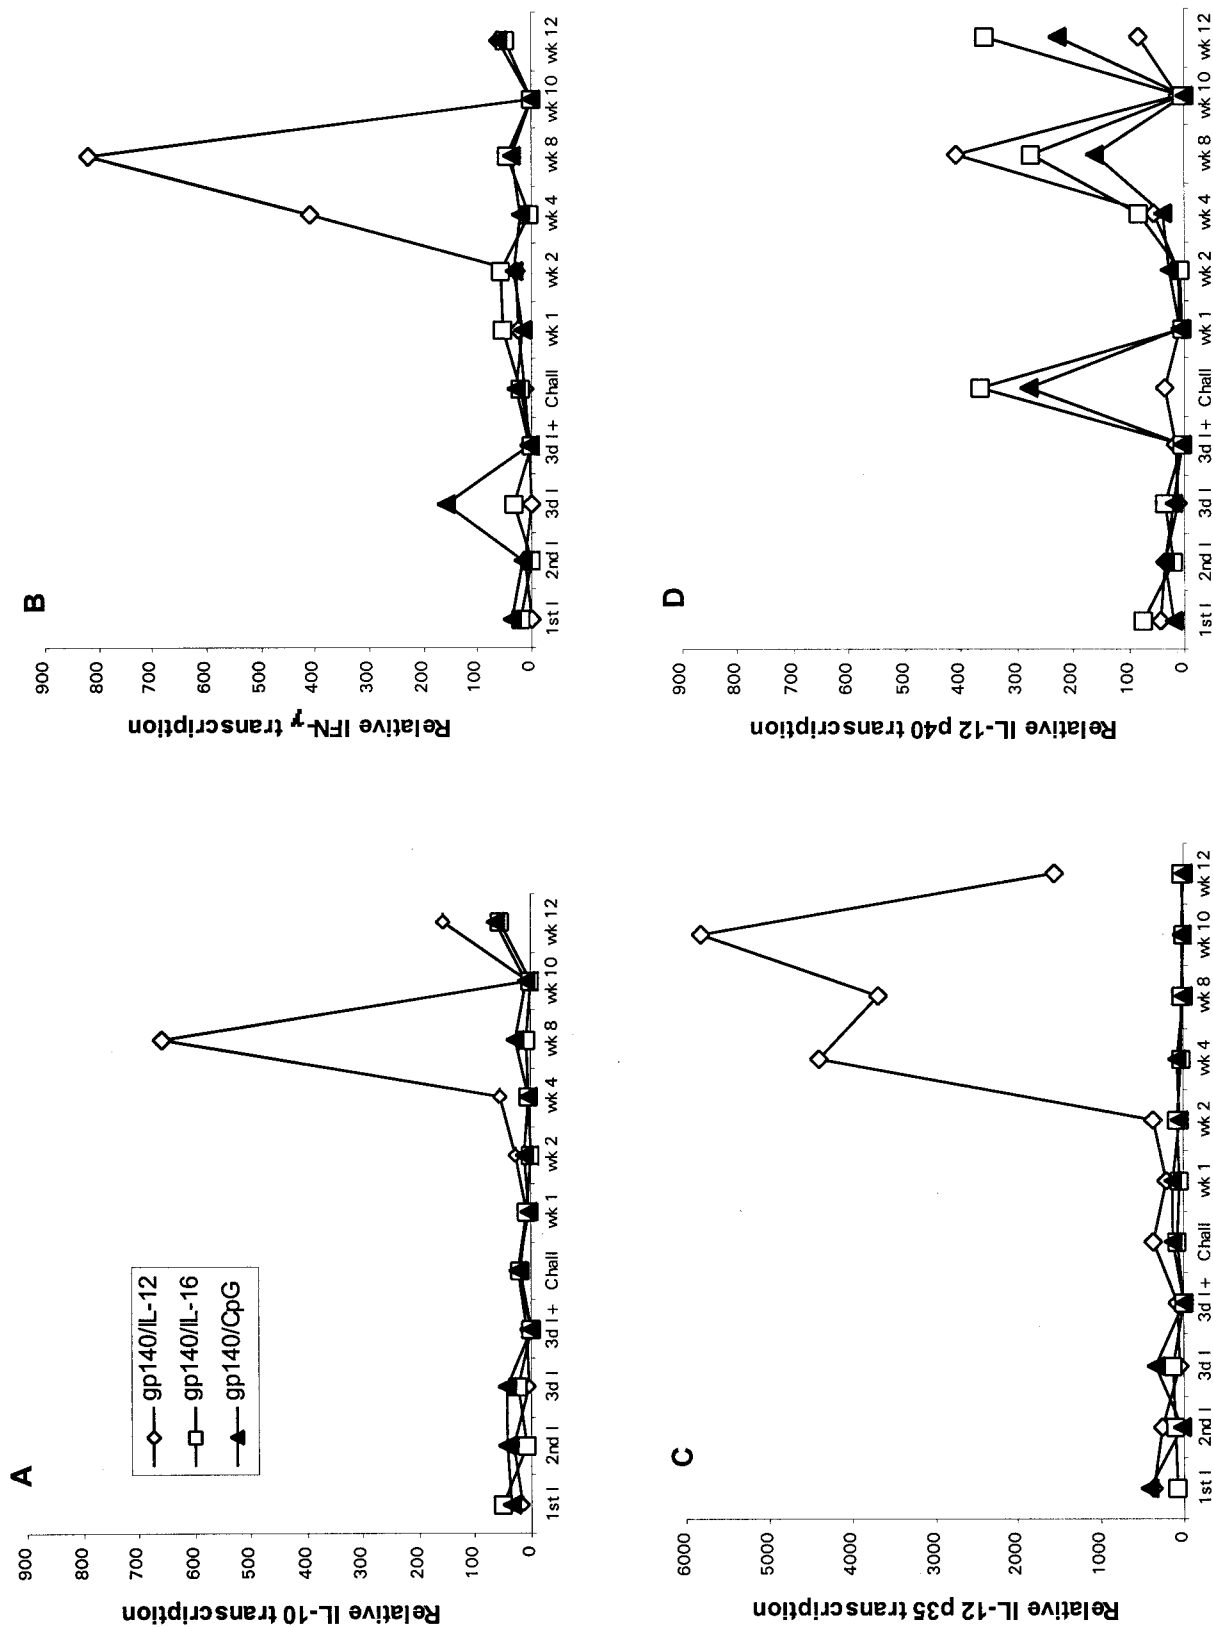 A
Relative IL-10 transcription
900
800
700
600
500
400
300
200
100
0
1st I
2nd I
3d I
3d I +
Chall
wk 1
wk 2
wk 4
wk 8
wk 10
wk 12
gp140/IL-12
gp140/IL-16
gp140/CpG
B
Relative IFN-γ transcription
900
800
700
600
500
400
300
200
100
0
1st I
2nd I
3d I
3d I +
Chall
wk 1
wk 2
wk 4
wk 8
wk 10
wk 12
C
Relative IL-12 p35 transcription
6000
5000
4000
3000
2000
1000
0
1st I
2nd I
3d I
3d I +
Chall
wk 1
wk 2
wk 4
wk 8
wk 10
wk 12
D
Relative IL-12 p40 transcription
900
800
700
600
500
400
300
200
100
0
1st I
2nd I
3d I
3d I +
Chall
wk 1
wk 2
wk 4
wk 8
wk 10
wk 12